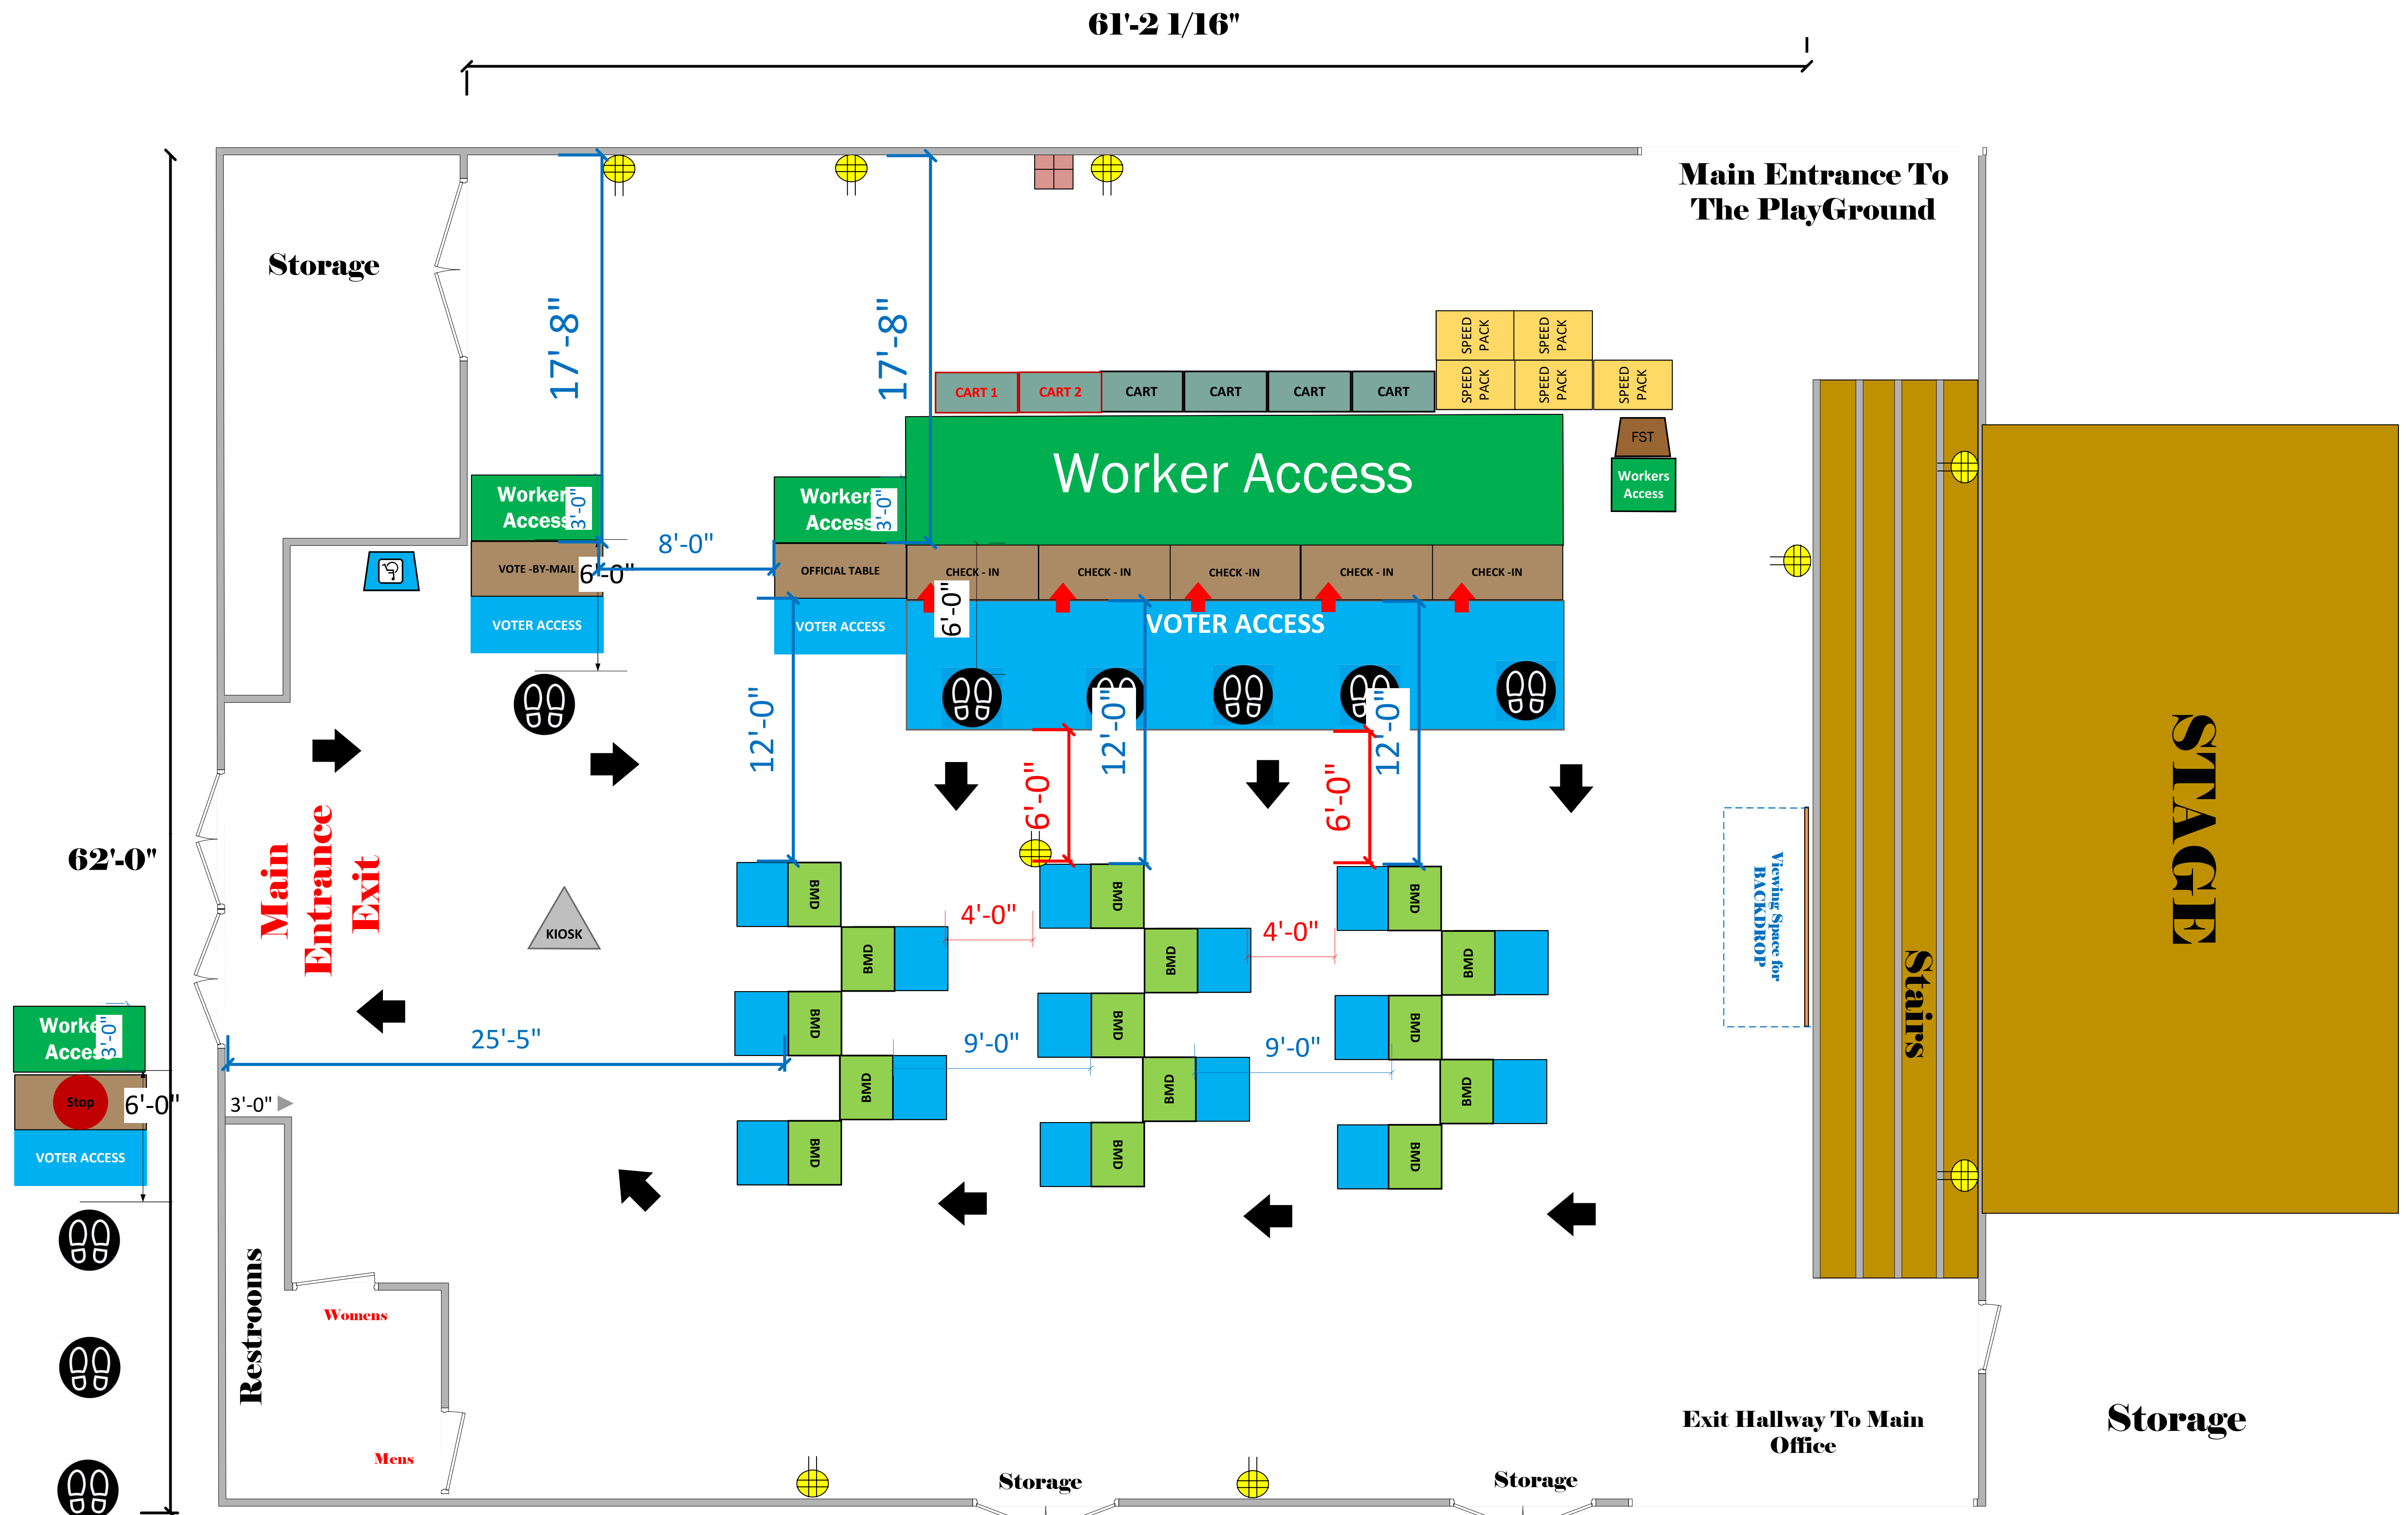 61'-2 1/16"
Main Entrance To
The PlayGround
Storage
17'-8"
17'-8"
SPEED PACK
SPEED PACK
CART 1
CART 2
CART
CART
CART
CART
SPEED PACK
SPEED PACK
SPEED PACK
Worker Access
FST
Workers
Access
Worker
Access
3'-0"
Workers
Access
3'-0"
8'-0"
VOTE -BY-MAIL
6'-0"
OFFICIAL TABLE
CHECK - IN
CHECK - IN
CHECK -IN
CHECK - IN
CHECK -IN
VOTER ACCESS
VOTER ACCESS
6'-0"
VOTER ACCESS
12'-0"
12'-0"
12'-0"
6'-0"
6'-0"
STAGE
62'-0"
Main
Entrance
Exit
KIOSK
BMD
BMD
BMD
4'-0"
4'-0"
BMD
BMD
BMD
Viewing Space for
BACKDROP
Stairs
BMD
BMD
BMD
25'-5"
9'-0"
9'-0"
BMD
BMD
BMD
BMD
BMD
BMD
Worke
Access
3'-0"
Stop
6'-0"
3'-0"
VOTER ACCESS
Restrooms
Womens
Mens
Exit Hallway To Main
Office
Storage
Storage
Storage